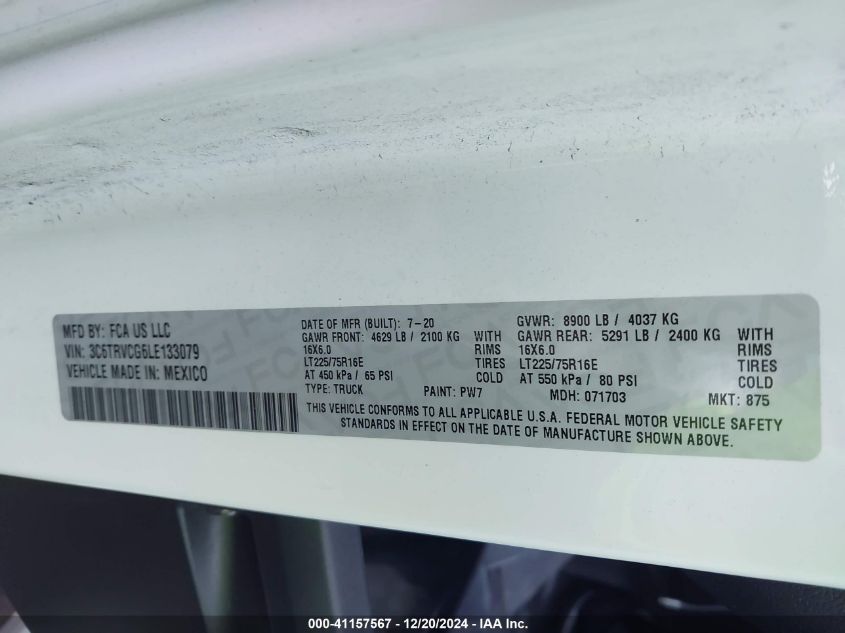 MFD BY: FCA US LLC
VIN: 3C6TRVCG6LE133079
VEHICLE MADE IN: MEXICO
DATE OF MFR (BUILT): 7-20
GAWR FRONT: 4629 LB / 2100 KG WITH
16X6.0 RIMS
LT225/75R16E TIRES
AT 450 kPa / 65 PSI COLD
TYPE: TRUCK PAINT: PW7
GVWR: 8900 LB / 4037 KG
GAWR REAR: 5291 LB / 2400 KG WITH
16X6.0 RIMS
LT225/75R16E TIRES
AT 550 kPa / 80 PSI COLD
MDH: 071703 MKT: 875
THIS VEHICLE CONFORMS TO ALL APPLICABLE U.S.A. FEDERAL MOTOR VEHICLE SAFETY
STANDARDS IN EFFECT ON THE DATE OF MANUFACTURE SHOWN ABOVE.
000-41157567 - 12/20/2024 - IAA Inc.